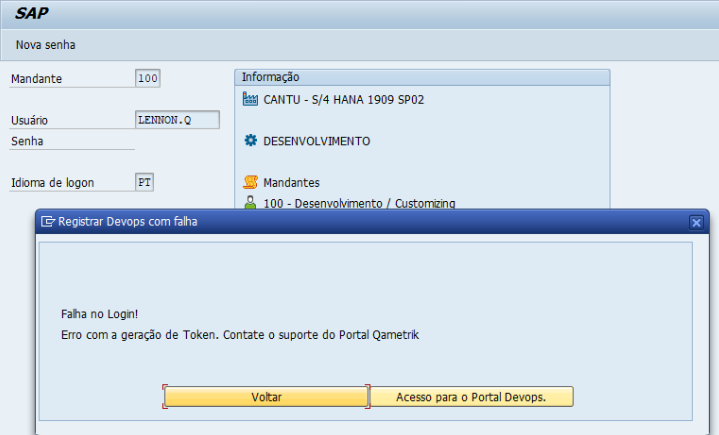 SAP
Nova senha
Mandante 100
Informação
CANTU - S/4 HANA 1909 SP02
Usuário LENNON.Q
Senha
DESENVOLVIMENTO
Idioma de logon PT
Mandantes
100 - Desenvolvimento / Customizing
Registrar Devops com falha
Falha no Login!
Erro com a geração de Token. Contate o suporte do Portal Qametrik
Voltar
Acesso para o Portal Devops.